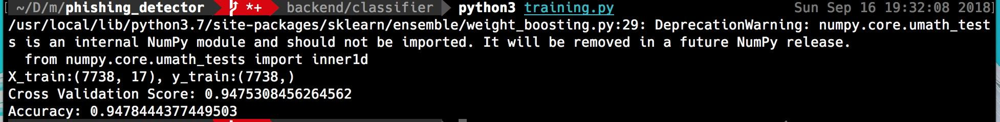 ~/D/m/phishing_detector *+ backend/classifier python3 training.py Sun Sep 16 19:32:08 2018
/usr/local/lib/python3.7/site-packages/sklearn/ensemble/weight_boosting.py:29: DeprecationWarning: numpy.core.umath_test
s is an internal NumPy module and should not be imported. It will be removed in a future NumPy release.
from numpy.core.umath_tests import inner1d
X_train:(7738, 17), y_train:(7738,)
Cross Validation Score: 0.9475308456264562
Accuracy: 0.9478444377449503